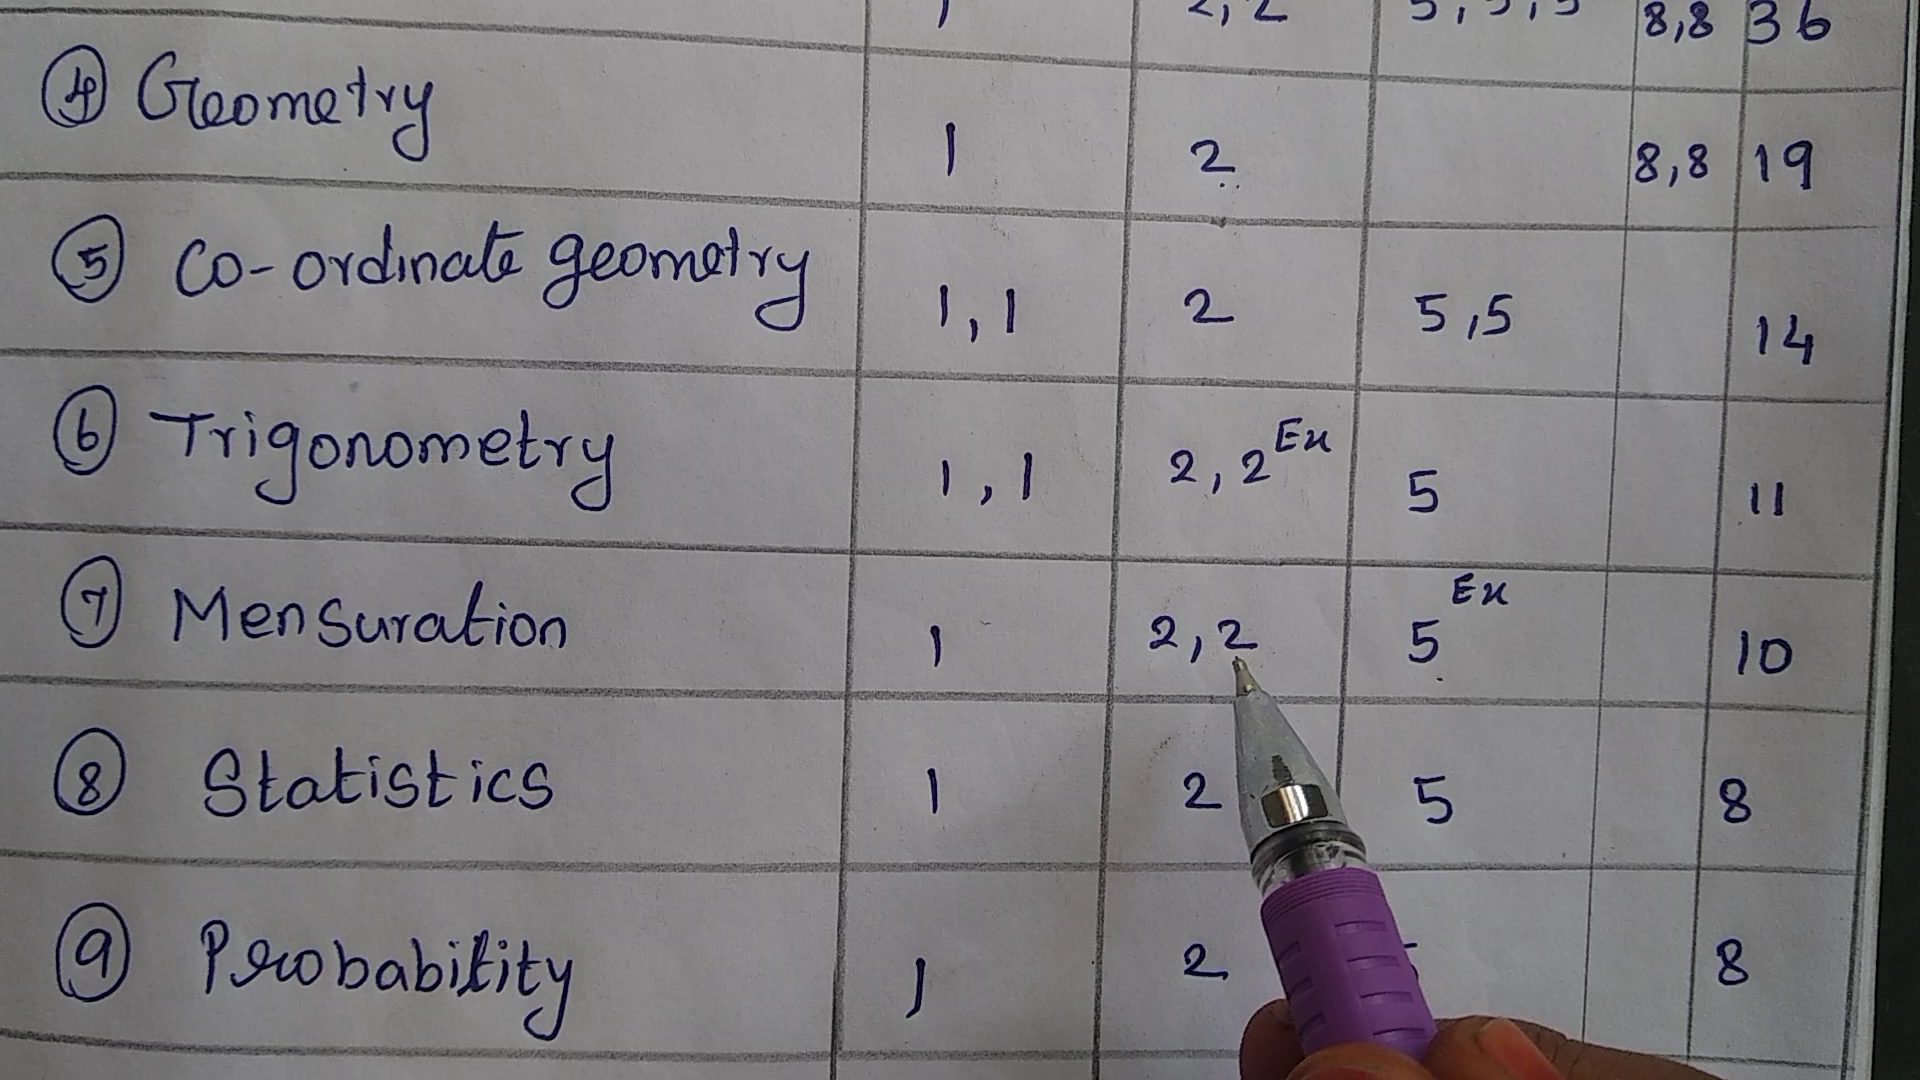 8,8 36
④ Geometry 1 2 8,8 19
⑤ Co-ordinate geometry 1,1 2 5,5 14
⑥ Trigonometry 1,1 2,2 Ex 5 11
⑦ Mensuration 1 2,2 5 Ex 10
⑧ Statistics 1 2 5 8
⑨ Probability 1 2 8